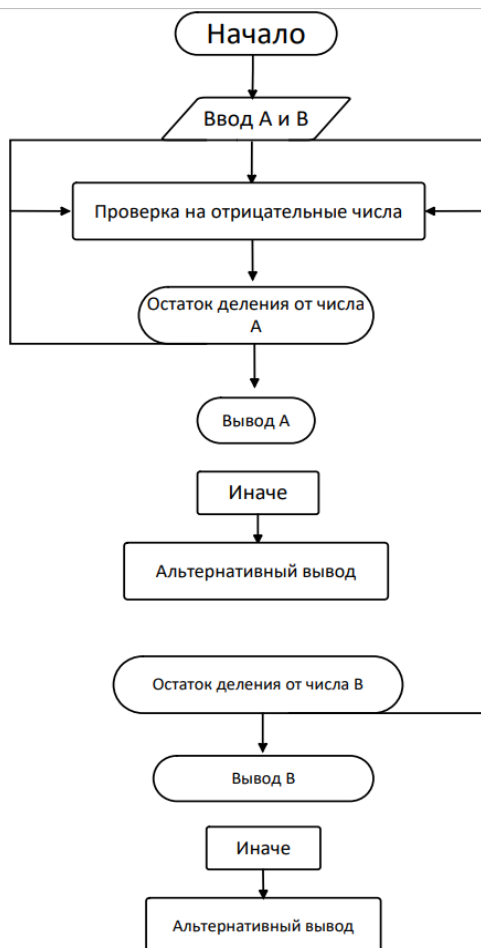 Начало
Ввод А и В
Проверка на отрицательные числа
Остаток деления от числа
А
Вывод А
Иначе
Альтернативный вывод
Остаток деления от числа В
Вывод В
Иначе
Альтернативный вывод